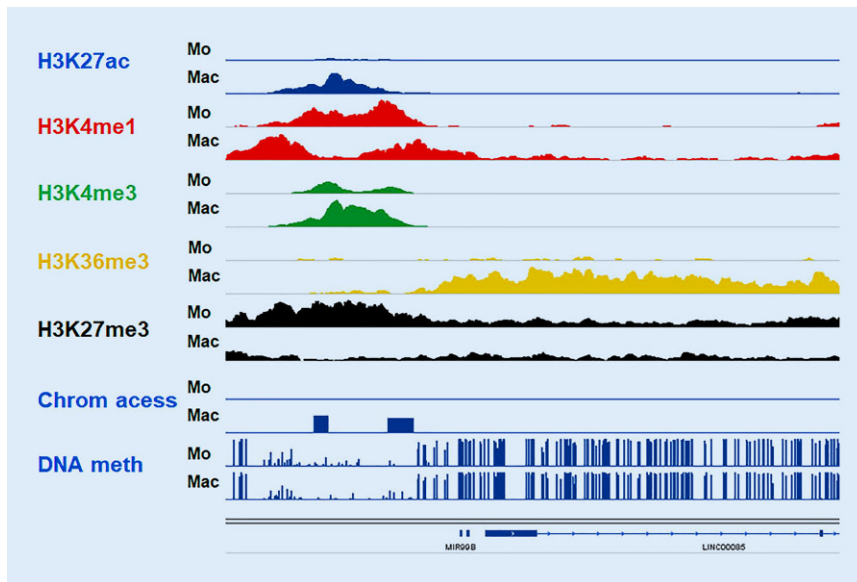 H3K27ac
Mo
Mac
H3K4me1
Mo
Mac
H3K4me3
Mo
Mac
H3K36me3
Mo
Mac
H3K27me3
Mo
Mac
Chrom acess
Mo
Mac
DNA meth
Mo
Mac
MIR99B
LINC00085